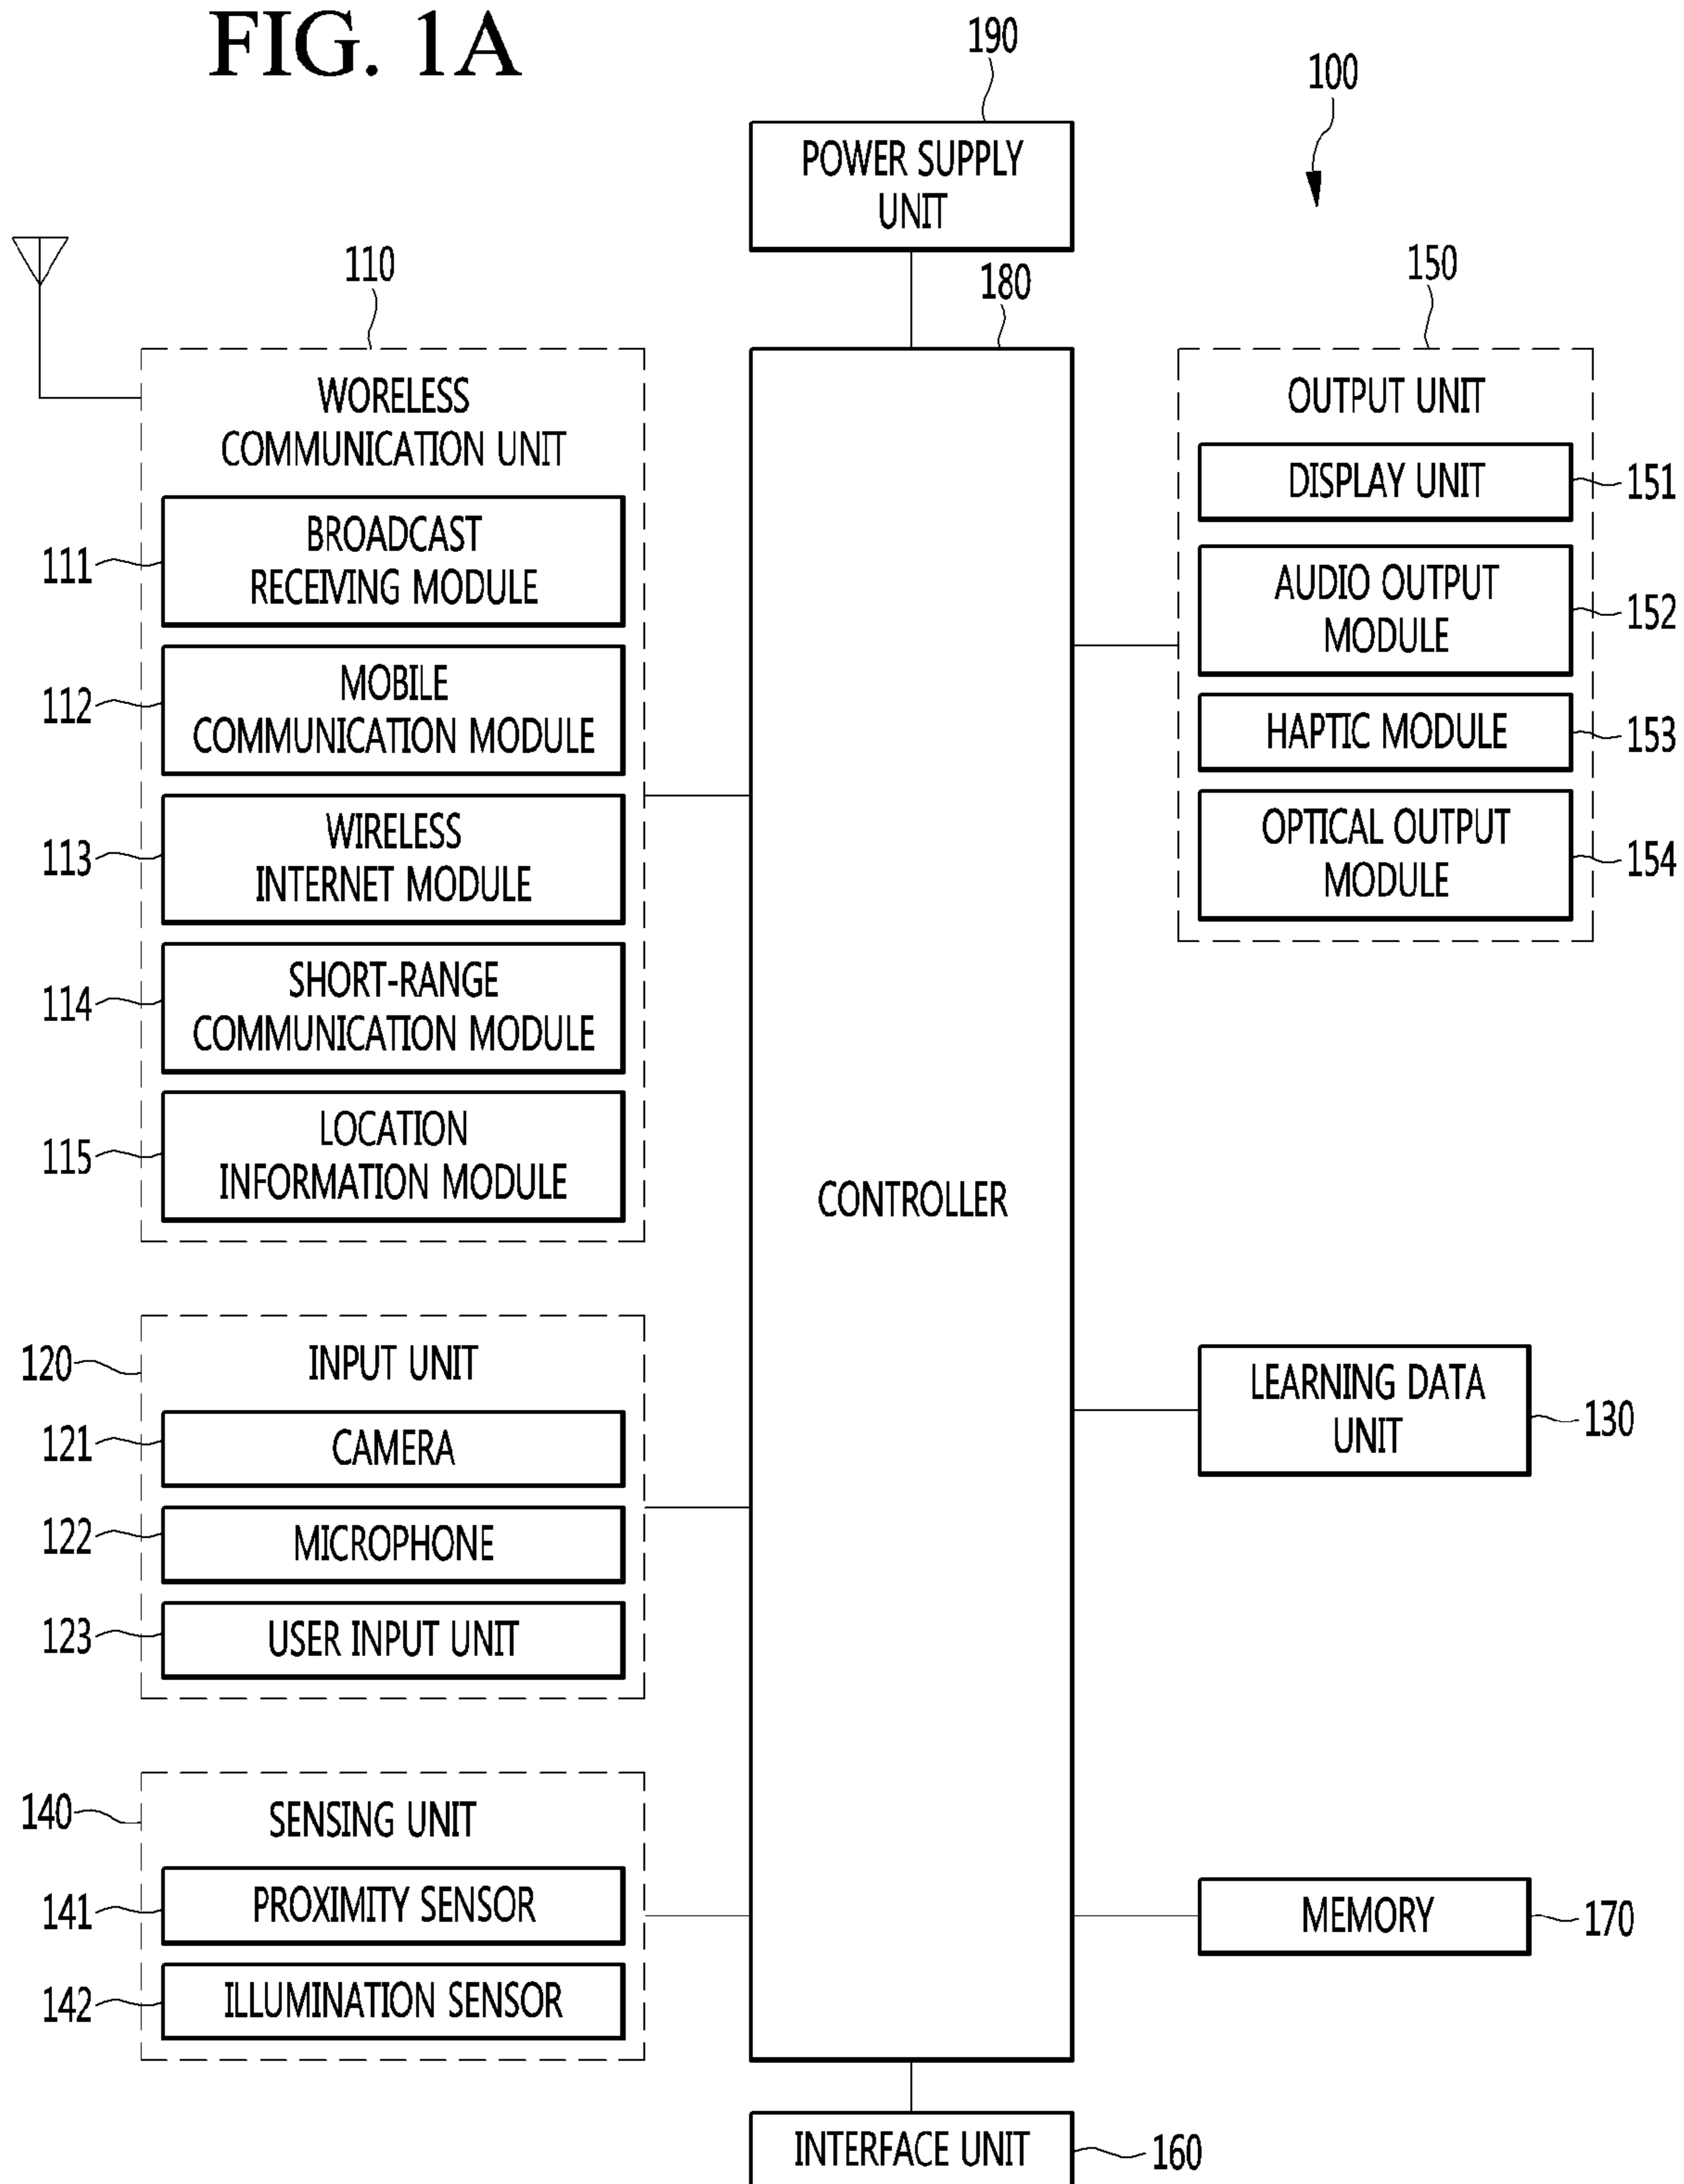 FIG. 1A
190
100
POWER SUPPLY
UNIT
110
180
150
WORELESS
COMMUNICATION UNIT
111
BROADCAST
RECEIVING MODULE
112
MOBILE
COMMUNICATION MODULE
113
WIRELESS
INTERNET MODULE
114
SHORT-RANGE
COMMUNICATION MODULE
115
LOCATION
INFORMATION MODULE
120
INPUT UNIT
121
CAMERA
122
MICROPHONE
123
USER INPUT UNIT
140
SENSING UNIT
141
PROXIMITY SENSOR
142
ILLUMINATION SENSOR
CONTROLLER
OUTPUT UNIT
DISPLAY UNIT
151
AUDIO OUTPUT
MODULE
152
HAPTIC MODULE
153
OPTICAL OUTPUT
MODULE
154
LEARNING DATA
UNIT
130
MEMORY
170
INTERFACE UNIT
160